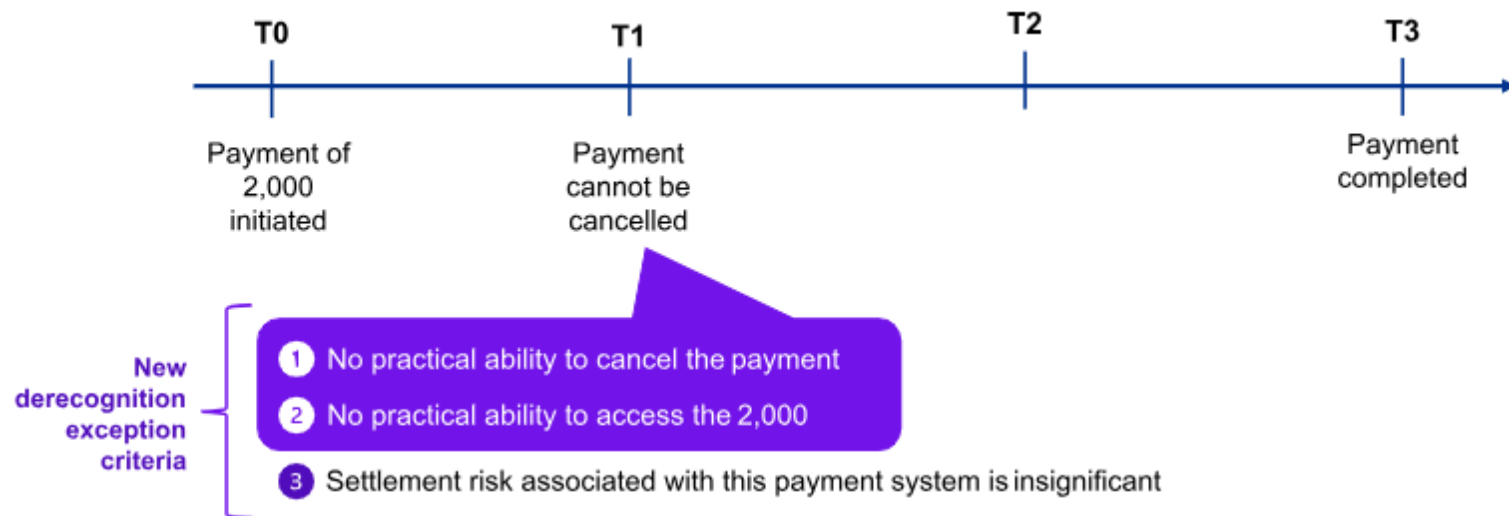 T0
T1
T2
T3
Payment of
2,000
initiated
Payment
cannot be
cancelled
Payment
completed
New
derecognition
exception
criteria
1 No practical ability to cancel the payment
2 No practical ability to access the 2,000
3 Settlement risk associated with this payment system is insignificant